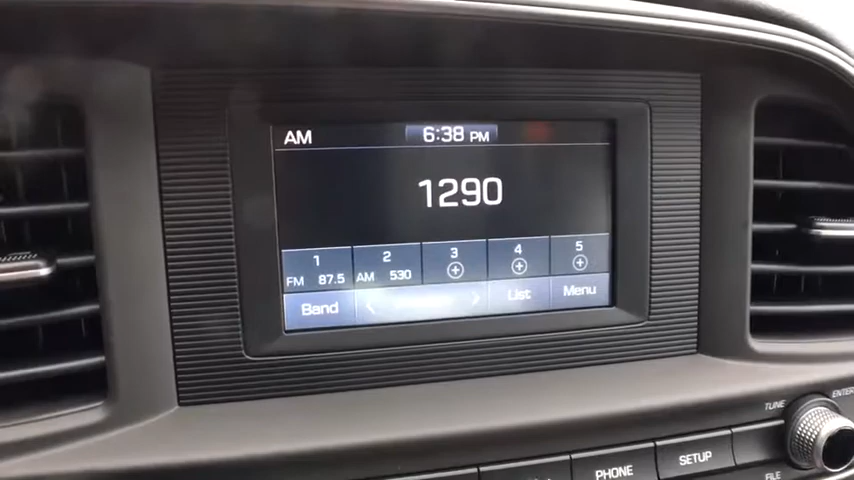 AM 6:38 PM
1290
1 2 3 4 5
FM 87.5 AM 530
Band List Menu
TUNE ENTER
PHONE SETUP
FILE